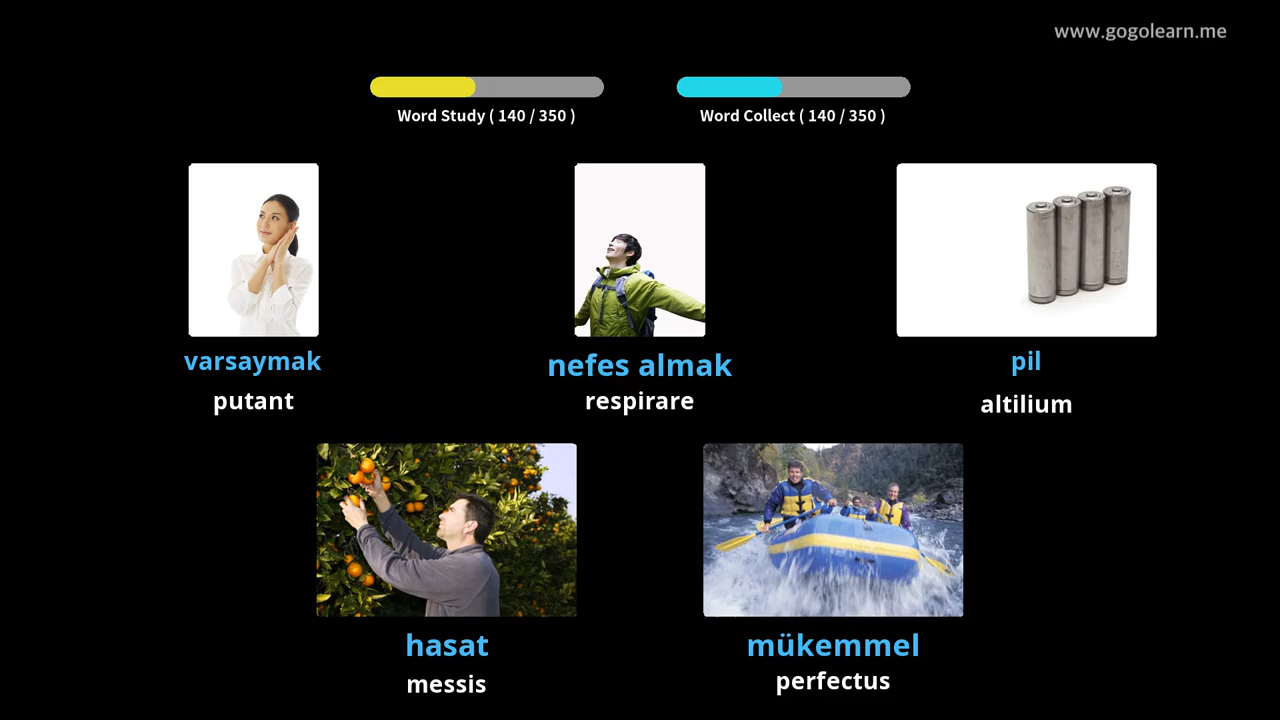 www.gogolearn.me
Word Study ( 140 / 350 )
Word Collect ( 140 / 350 )
varsaymak
putant
nefes almak
respirare
pil
altilium
hasat
messis
mükemmel
perfectus